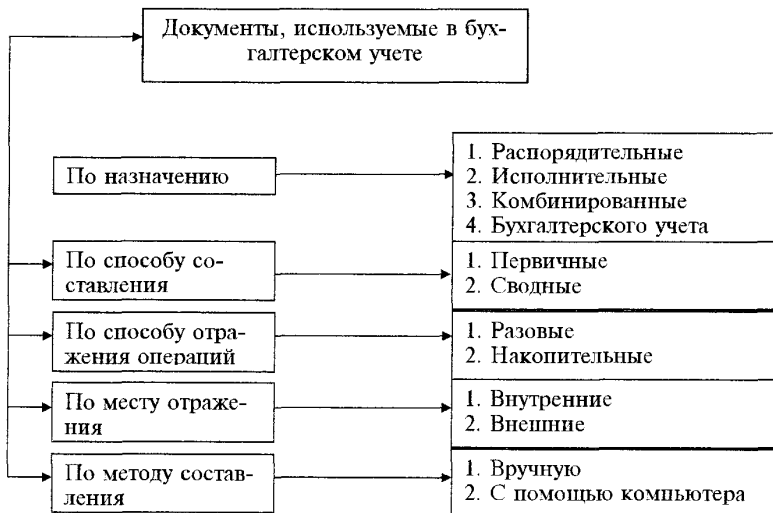 Документы, используемые в бух-
галтерском учете
По назначению
1. Распорядительные
2. Исполнительные
3. Комбинированные
4. Бухгалтерского учета
По способу со-
ставления
1. Первичные
2. Сводные
По способу отра-
жения операций
1. Разовые
2. Накопительные
По месту отраже-
ния
1. Внутренние
2. Внешние
По методу состав-
ления
1. Вручную
2. С помощью компьютера